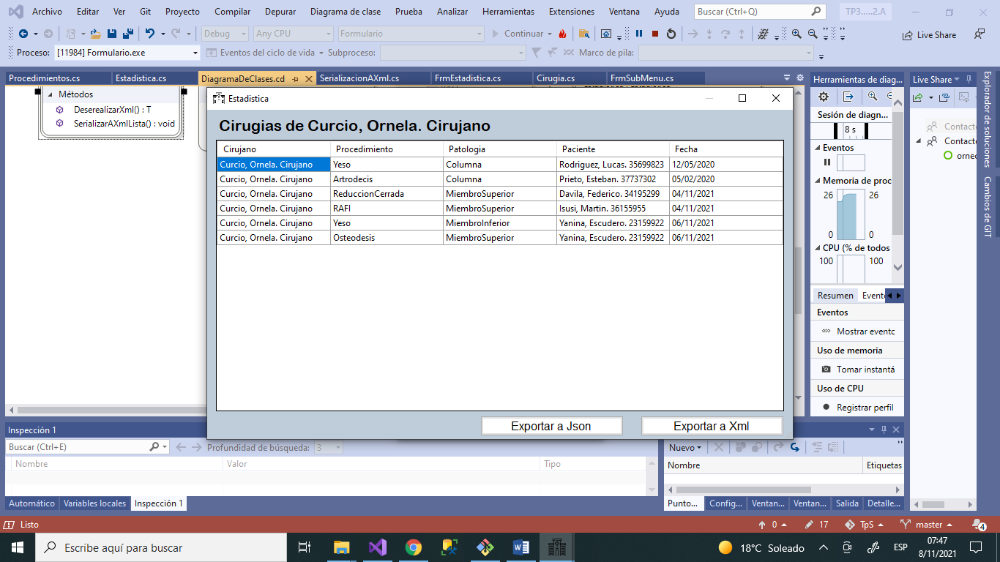 Archivo Editar Ver Git Proyecto Compilar Depurar Diagrama de clase Prueba Analizar Herramientas Extensiones Ventana Ayuda Buscar (Ctrl+Q) TP3.....2.A
Debug Any CPU Formulario Continuar Live Share
Proceso: [11984] Formulario.exe Eventos del ciclo de vida Subproceso: Marco de pila:
Procedimientos.cs Estadistica.cs DiagramaDeClases.cd SerializacionAXml.cs FrmEstadistica.cs Cirugia.cs FrmSubMenu.cs
Métodos
DeserealizarXml() : T
SerializarAXmlLista() : void
Estadistica
Cirugias de Curcio, Ornela. Cirujano
Cirujano Procedimiento Patologia Paciente Fecha
Curcio, Ornela. Cirujano Yeso Columna Rodriguez, Lucas. 35699823 12/05/2020
Curcio, Ornela. Cirujano Artrodecis Columna Prieto, Esteban. 37737302 05/02/2020
Curcio, Ornela. Cirujano ReduccionCerrada MiembroSuperior Davila, Federico. 34195299 04/11/2021
Curcio, Ornela. Cirujano RAFI MiembroSuperior Isusi, Martin. 36155955 04/11/2021
Curcio, Ornela. Cirujano Yeso MiembroInferior Yanina, Escudero. 23159922 06/11/2021
Curcio, Ornela. Cirujano Osteodesis MiembroSuperior Yanina, Escudero. 23159922 06/11/2021
Exportar a Json Exportar a Xml
Herramientas de diag...
Sesión de diagn...
8 s
Eventos
Memoria de proc
26 26
0 0
CPU (% de todos
100 100
Resumen Evento
Eventos
Mostrar evento
Uso de memoria
Tomar instantá
Uso de CPU
Registrar perfil
Live Share
Contacto
Contacto
orned
Explorador de soluciones
Cambios de GIT
Inspección 1
Buscar (Ctrl+E) Profundidad de búsqueda: 3
Nombre Valor Tipo
Automático Variables locales Inspección 1
Nuevo
Nombre Etiquetas
Punto... Config... Ventan... Ventan... Salida Detalle...
Listo 0 17 TpS master 4
Escribe aquí para buscar 18°C Soleado ESP 07:47
8/11/2021